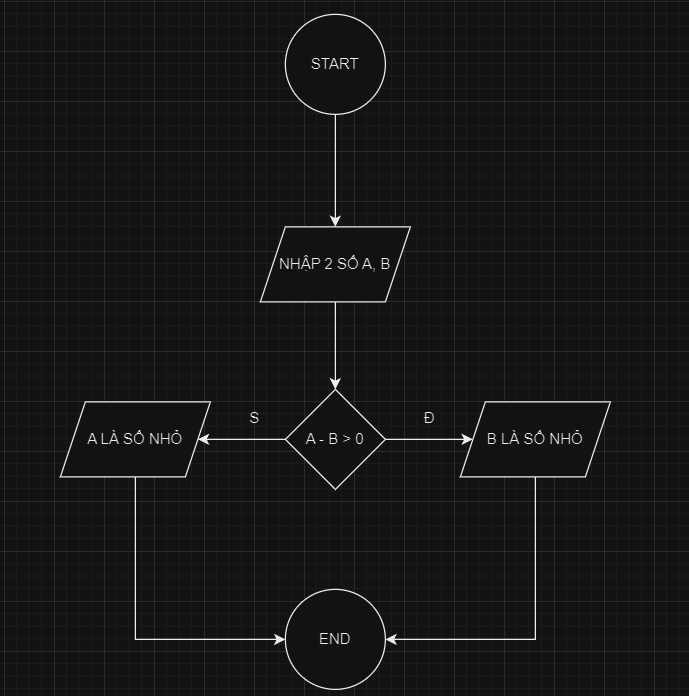 START
NHẬP 2 SỐ A, B
S
Đ
A LÀ SỐ NHỎ
A - B > 0
B LÀ SỐ NHỎ
END